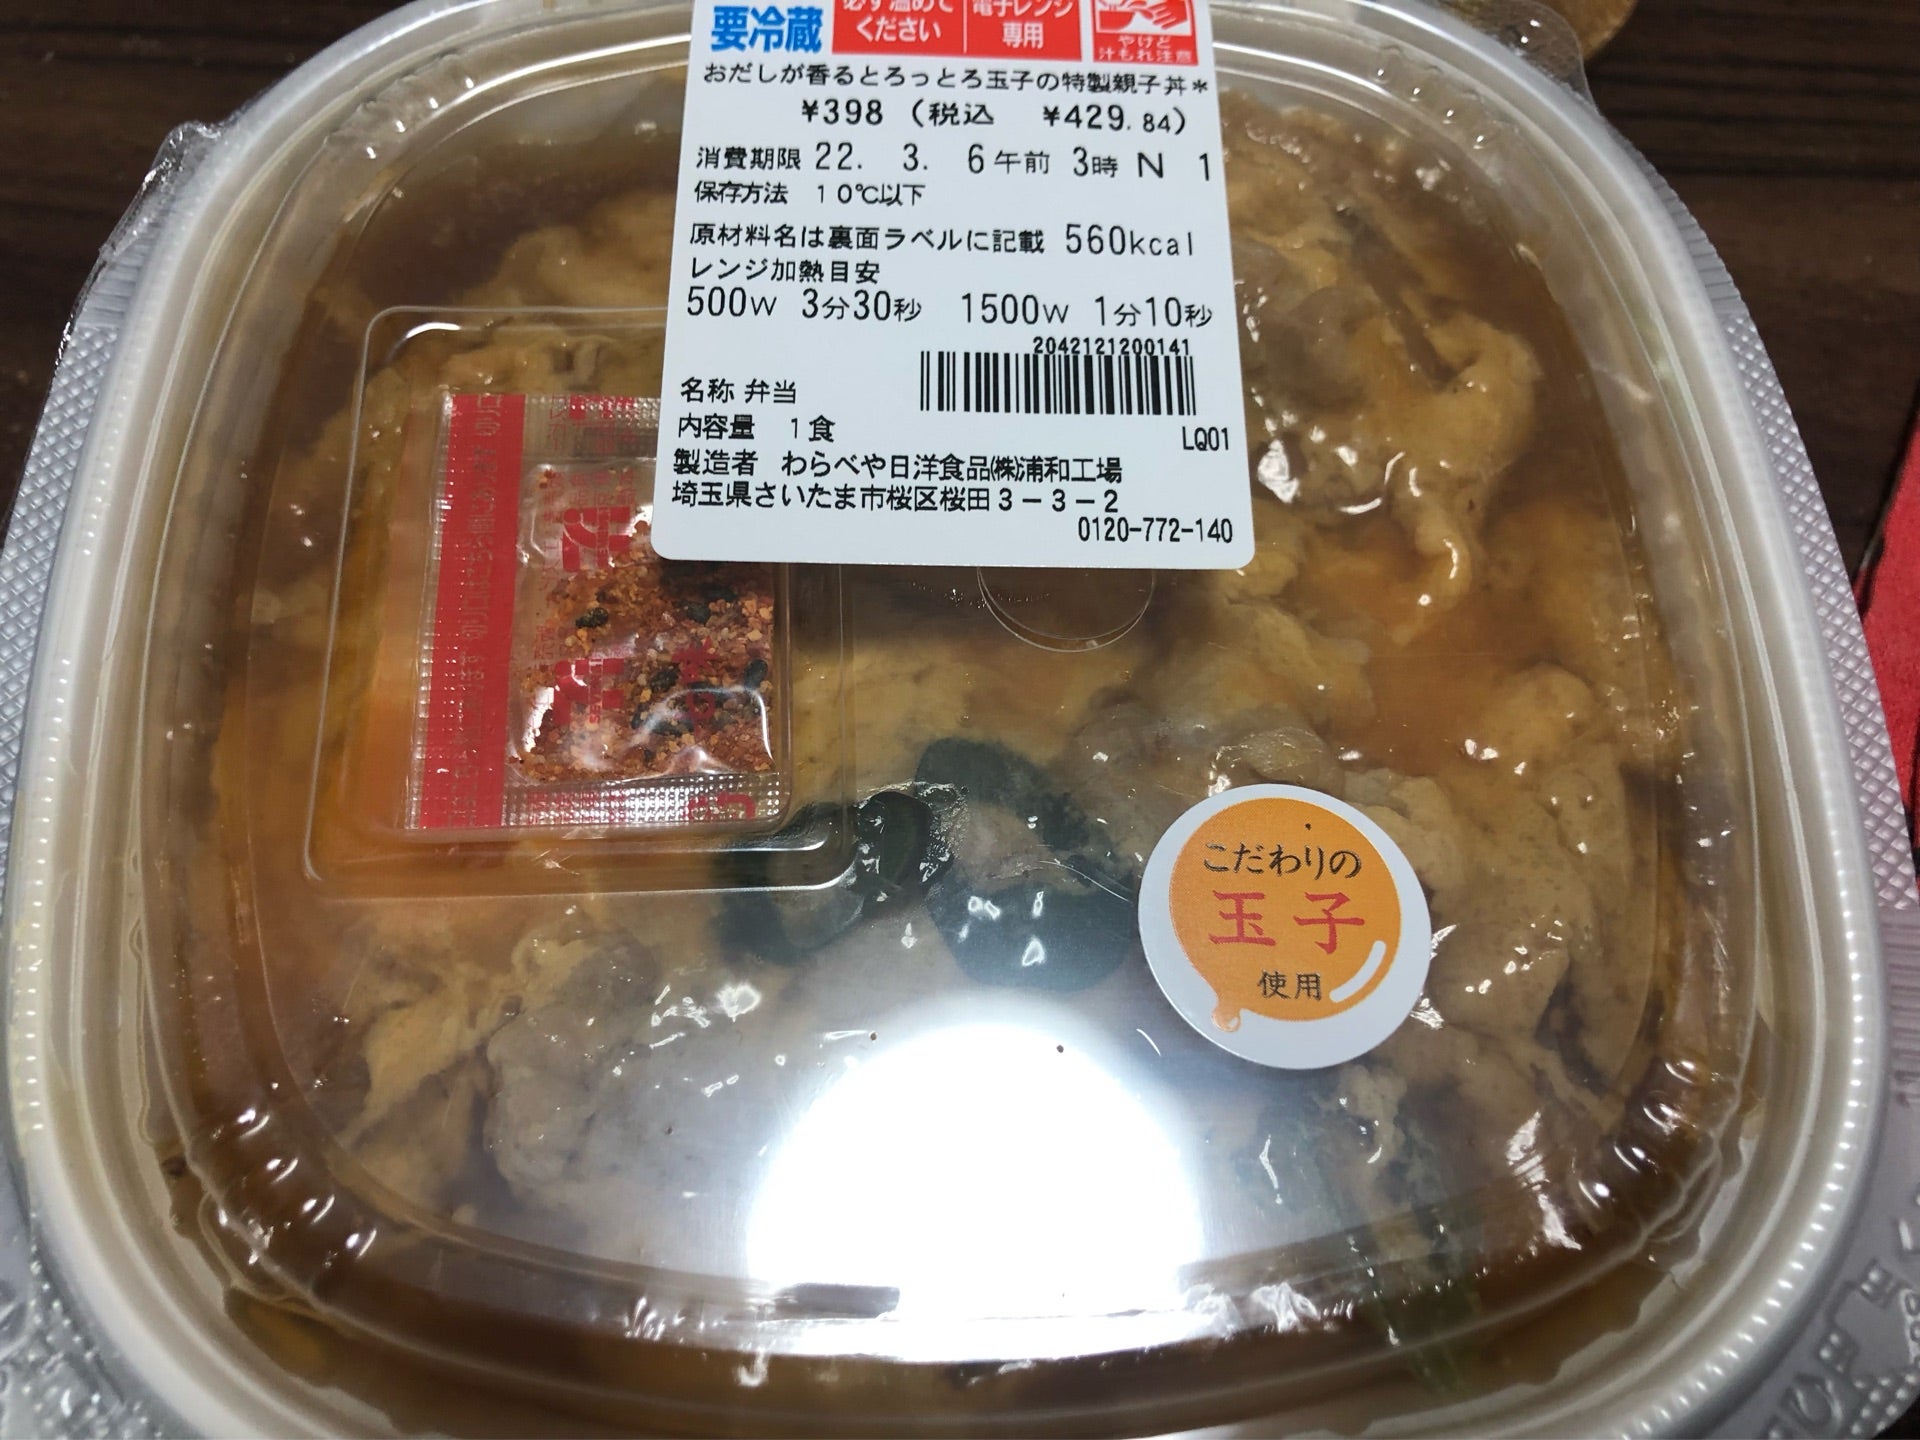 要冷蔵
必ず温めて
ください
電子レンジ
専用
やけど
汁もれ注意
おだしが香るとろっとろ玉子の特製親子丼*
¥398 (税込 ¥429.84)
消費期限 22. 3. 6午前 3時 N 1
保存方法 10℃以下
原材料名は裏面ラベルに記載 560kcal
レンジ加熱目安
500W 3分30秒 1500W 1分10秒
2042121200141
名称 弁当
内容量 1食
LQ01
製造者 わらべや日洋食品㈱浦和工場
埼玉県さいたま市桜区桜田3-3-2
0120-772-140
こだわりの
玉子
使用